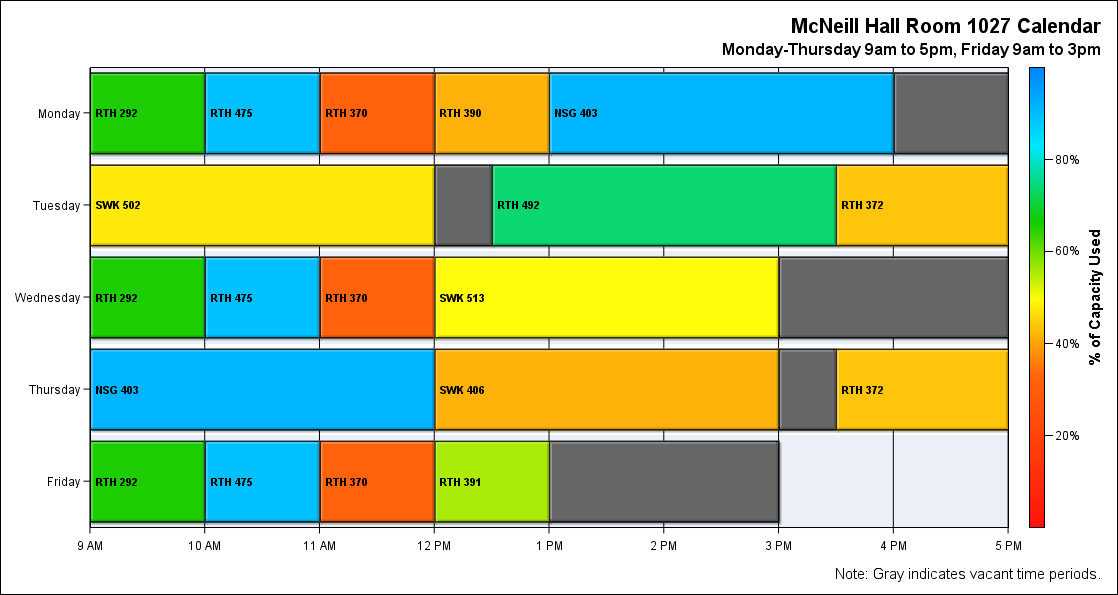 McNeill Hall Room 1027 Calendar
Monday-Thursday 9am to 5pm, Friday 9am to 3pm
Monday
RTH 292
RTH 475
RTH 370
RTH 390
NSG 403
Tuesday
SWK 502
RTH 492
RTH 372
Wednesday
RTH 292
RTH 475
RTH 370
SWK 513
Thursday
NSG 403
SWK 406
RTH 372
Friday
RTH 292
RTH 475
RTH 370
RTH 391
9 AM
10 AM
11 AM
12 PM
1 PM
2 PM
3 PM
4 PM
5 PM
80%
60%
40%
20%
% of Capacity Used
Note: Gray indicates vacant time periods.